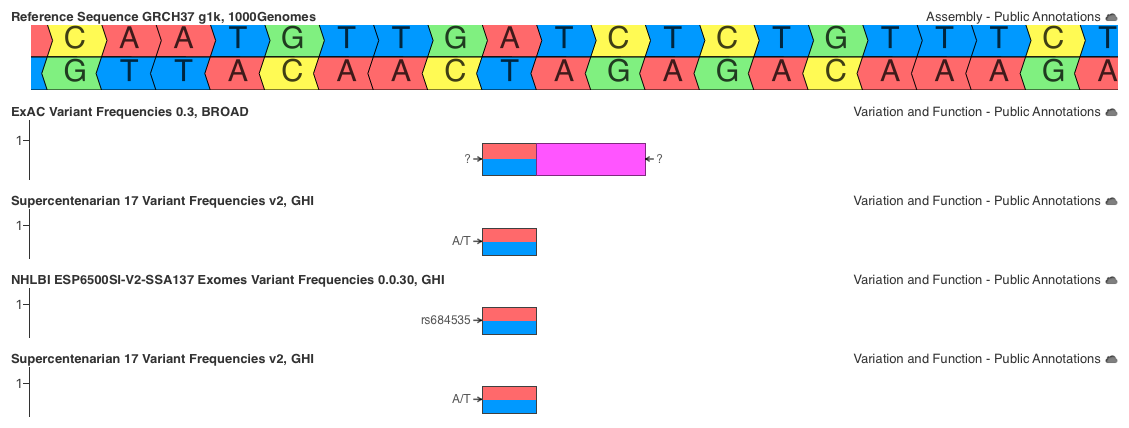 Reference Sequence GRCH37 g1k, 1000Genomes Assembly - Public Annotations
C A A T G T T G A T C T C T G T T T C T
G T T A C A A C T A G A G A C A A A G A
ExAC Variant Frequencies 0.3, BROAD Variation and Function - Public Annotations
1
? ?
Supercentenarian 17 Variant Frequencies v2, GHI Variation and Function - Public Annotations
1
A/T
NHLBI ESP6500SI-V2-SSA137 Exomes Variant Frequencies 0.0.30, GHI Variation and Function - Public Annotations
1
rs684535
Supercentenarian 17 Variant Frequencies v2, GHI Variation and Function - Public Annotations
1
A/T